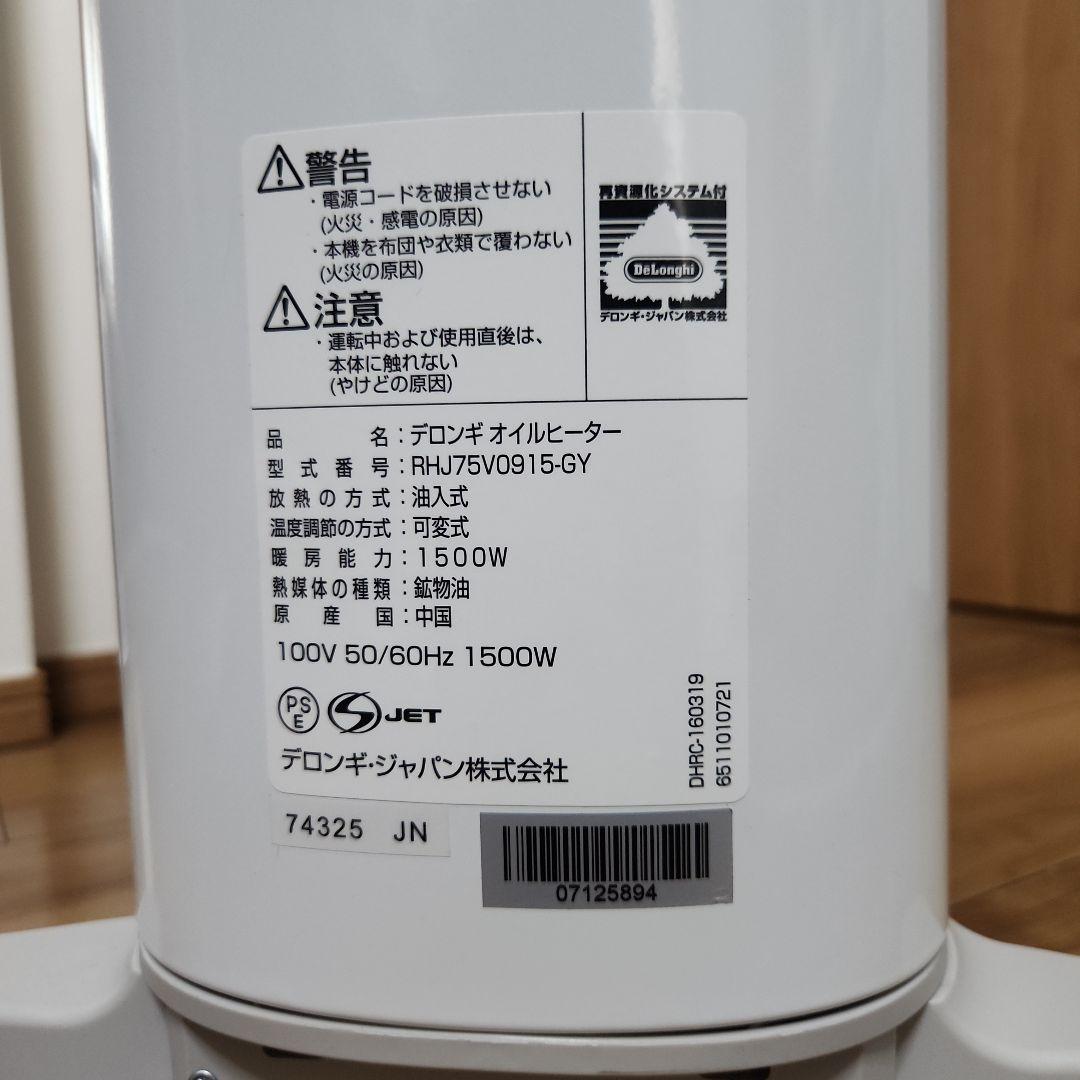 警告
・電源コードを破損させない
(火災・感電の原因)
・本機を布団や衣類で覆わない
(火災の原因)
注意
・運転中および使用直後は、
本体に触れない
(やけどの原因)
再資源化システム付
DeLonghi
デロンギ・ジャパン株式会社
品名：デロンギ オイルヒーター
型式番号：RHJ75V0915-GY
放熱の方式：油入式
温度調節の方式：可変式
暖房能力：1500W
熱媒体の種類：鉱物油
原産国：中国
100V 50/60Hz 1500W
PSE
JET
デロンギ・ジャパン株式会社
DHRC-160319
6511010721
74325 JN
07125894